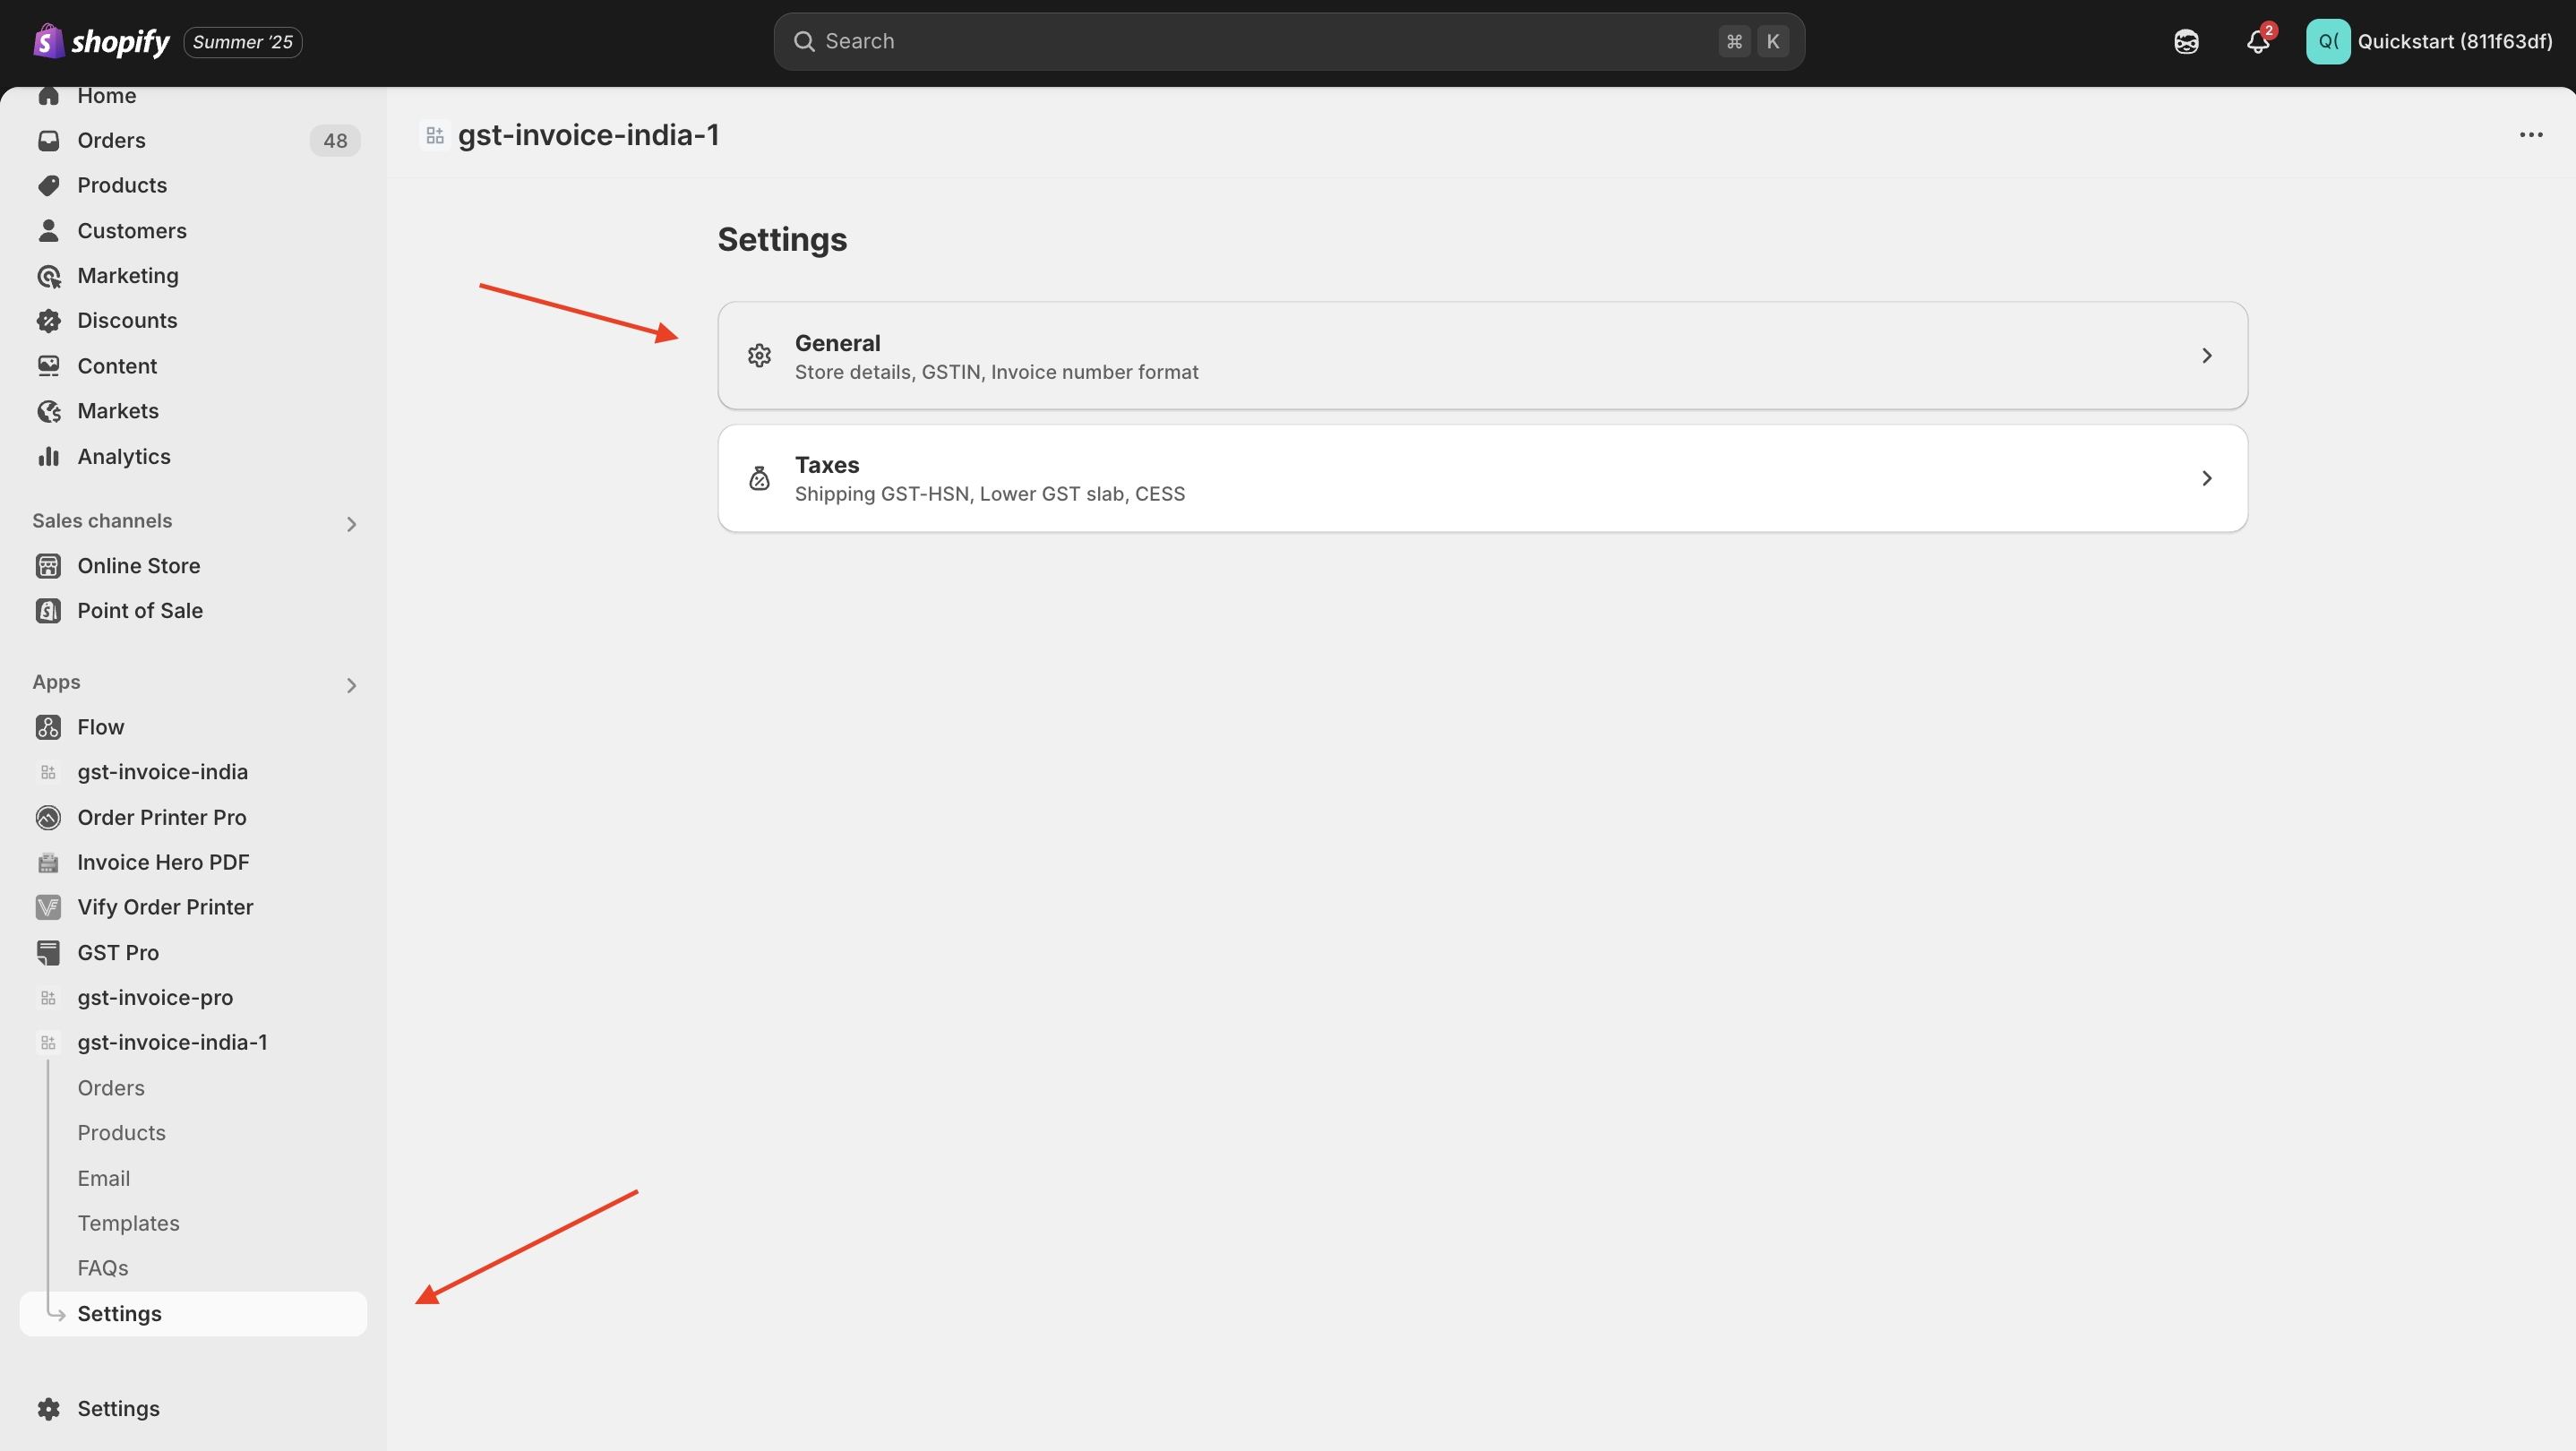 shopify Summer '25
Search ⌘ K
2
Q( Quickstart (811f63df)
Home
Orders 48
Products
Customers
Marketing
Discounts
Content
Markets
Analytics
Sales channels
Online Store
Point of Sale
Apps
Flow
gst-invoice-india
Order Printer Pro
Invoice Hero PDF
Vify Order Printer
GST Pro
gst-invoice-pro
gst-invoice-india-1
Orders
Products
Email
Templates
FAQs
Settings
Settings
gst-invoice-india-1
Settings
General
Store details, GSTIN, Invoice number format
Taxes
Shipping GST-HSN, Lower GST slab, CESS